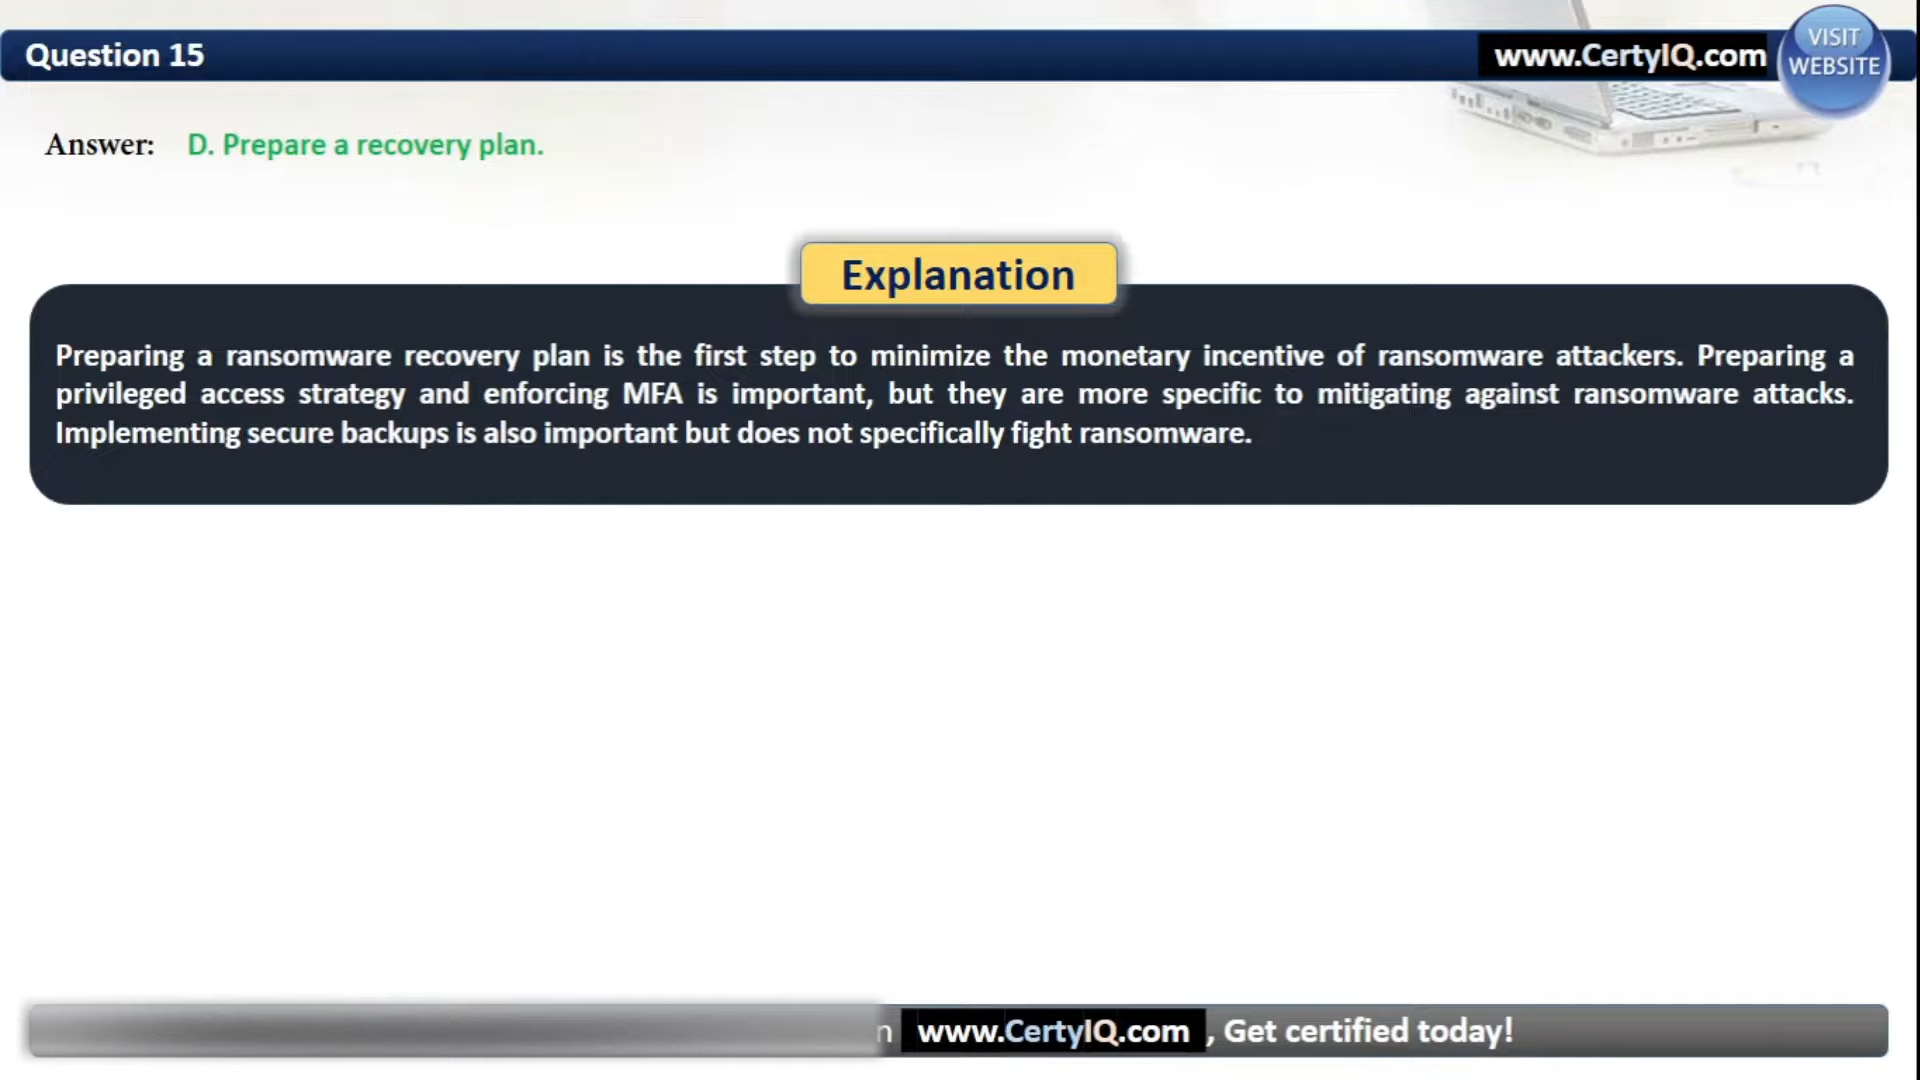 Question 15
www.CertyIQ.com
VISIT
WEBSITE
Answer: D. Prepare a recovery plan.
Explanation
Preparing a ransomware recovery plan is the first step to minimize the monetary incentive of ransomware attackers. Preparing a
privileged access strategy and enforcing MFA is important, but they are more specific to mitigating against ransomware attacks.
Implementing secure backups is also important but does not specifically fight ransomware.
www.CertyIQ.com , Get certified today!